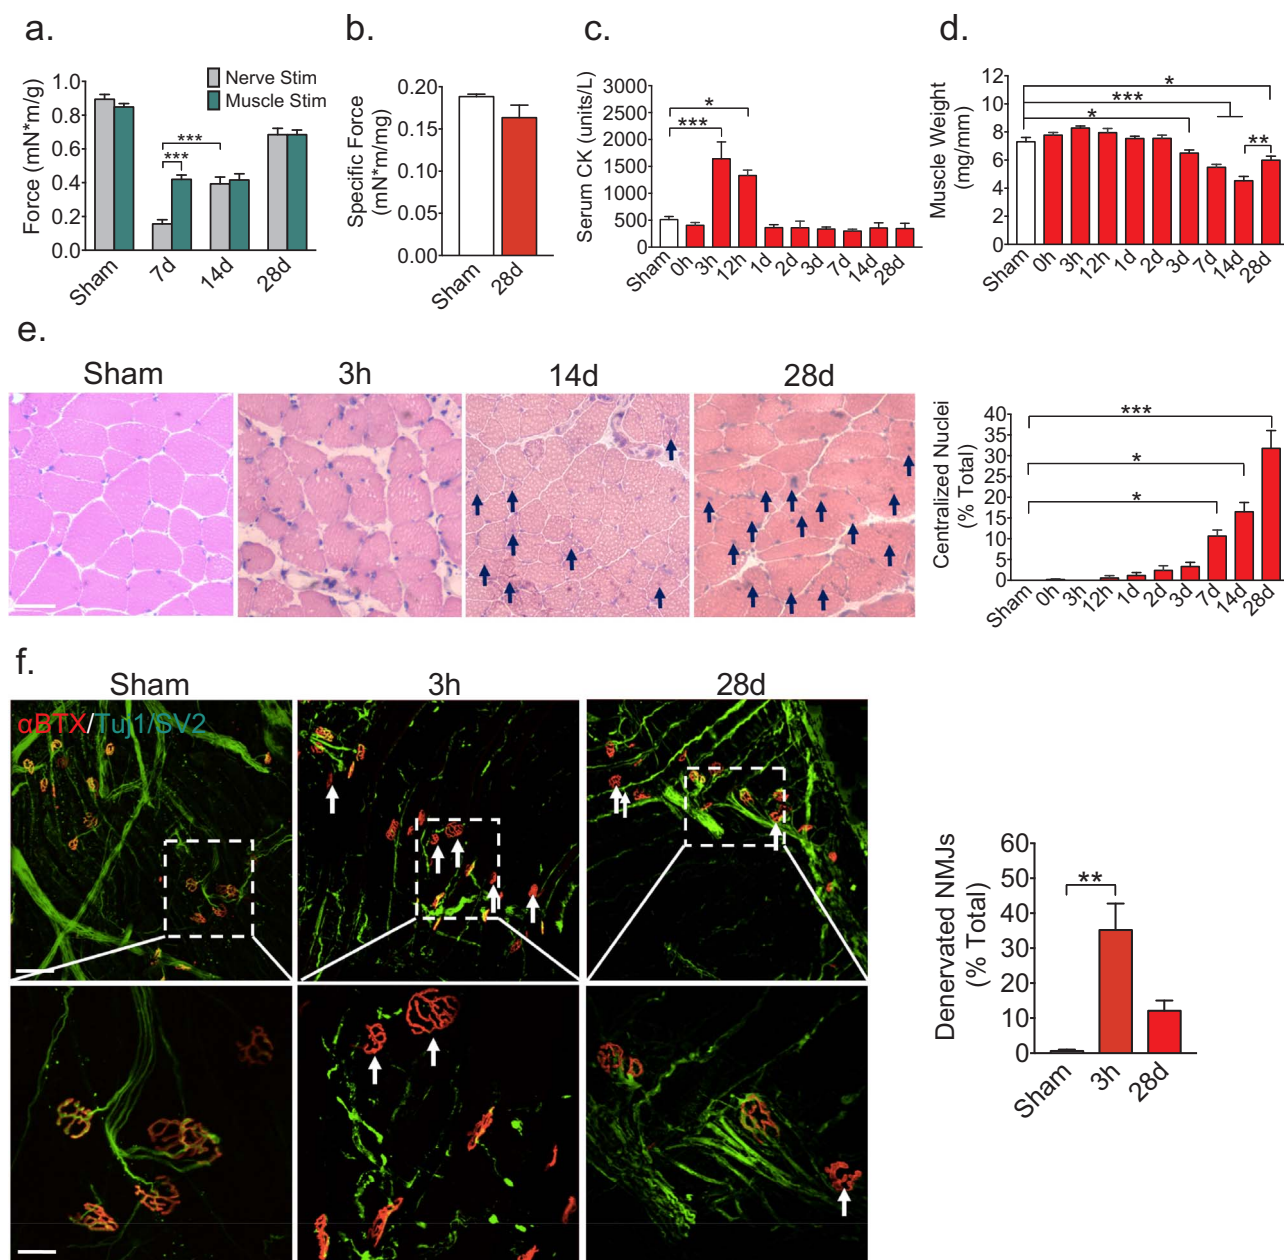 a.
Force (mN*m/g)
1.0
0.8
0.6
0.4
0.2
0.0
Nerve Stim
Muscle Stim
***
***
Sham
7d
14d
28d
b.
Specific Force
(mN*m/mg)
0.20
0.15
0.10
0.05
0.00
Sham
28d
c.
Serum CK (units/L)
3000
2500
2000
1500
1000
500
0
*
***
Sham
0h
3h
12h
1d
2d
3d
7d
14d
28d
d.
Muscle Weight
(mg/mm)
12
10
8
6
4
2
0
*
***
*
**
Sham
0h
3h
12h
1d
2d
3d
7d
14d
28d
e.
Sham
3h
14d
28d
Centralized Nuclei
(% Total)
40
35
30
25
20
15
10
5
0
***
*
*
Sham
0h
3h
12h
1d
2d
3d
7d
14d
28d
f.
Sham
3h
28d
αBTX/Tuj1/SV2
Denervated NMJs
(% Total)
60
50
40
30
20
10
0
**
Sham
3h
28d